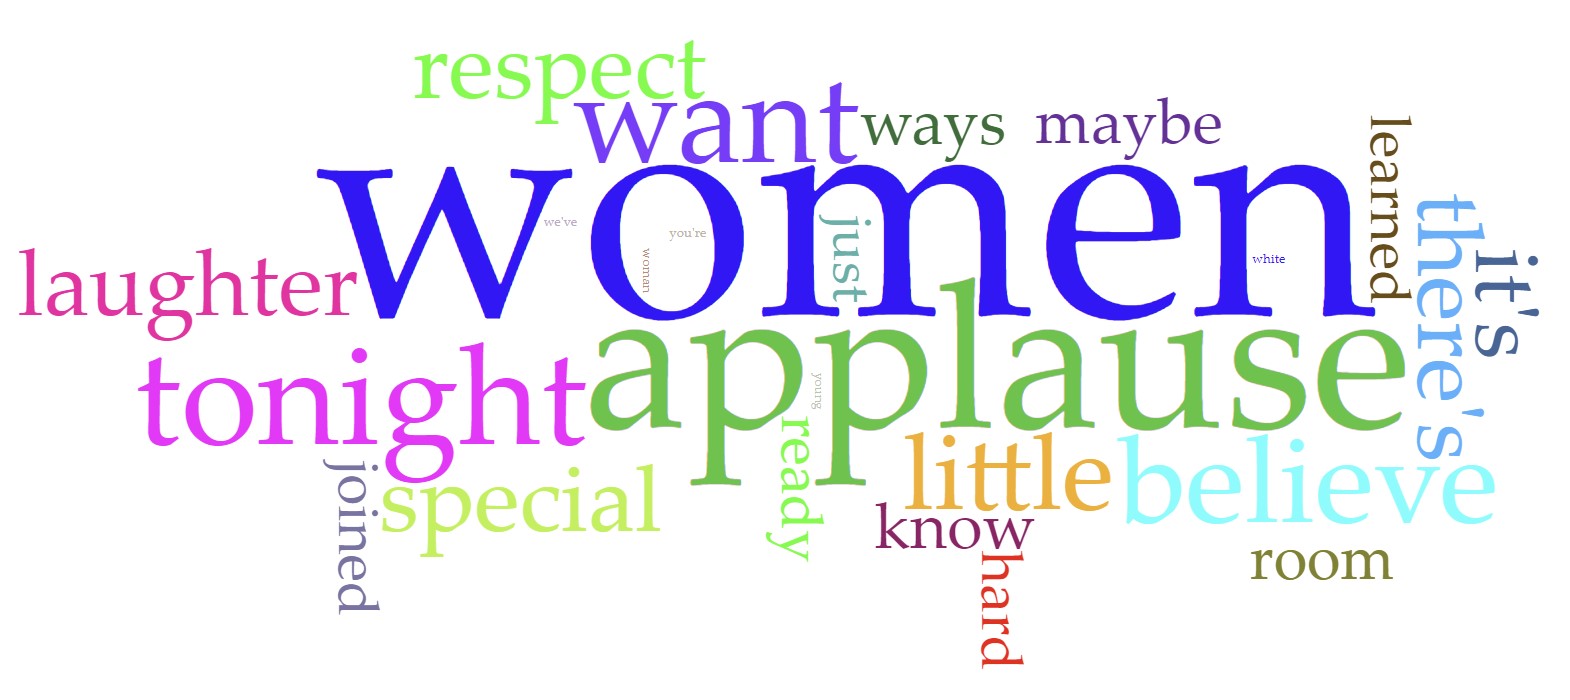 respect
want
ways
maybe
learned
women
we've
you're
woman
just
white
there's
it's
laughter
applause
tonight
young
ready
little
believe
joined
special
know
hard
room